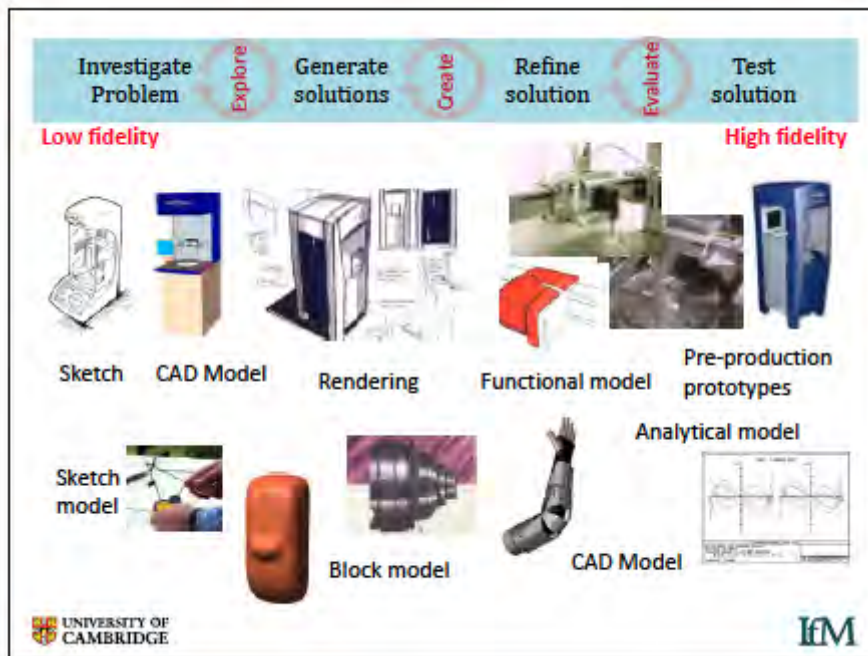 Investigate
Problem
Explore
Generate
solutions
Create
Refine
solution
Evaluate
Test
solution
Low fidelity
High fidelity
Sketch
CAD Model
Rendering
Functional model
Pre-production
prototypes
Analytical model
Sketch
model
Block model
CAD Model
UNIVERSITY OF
CAMBRIDGE
IfM